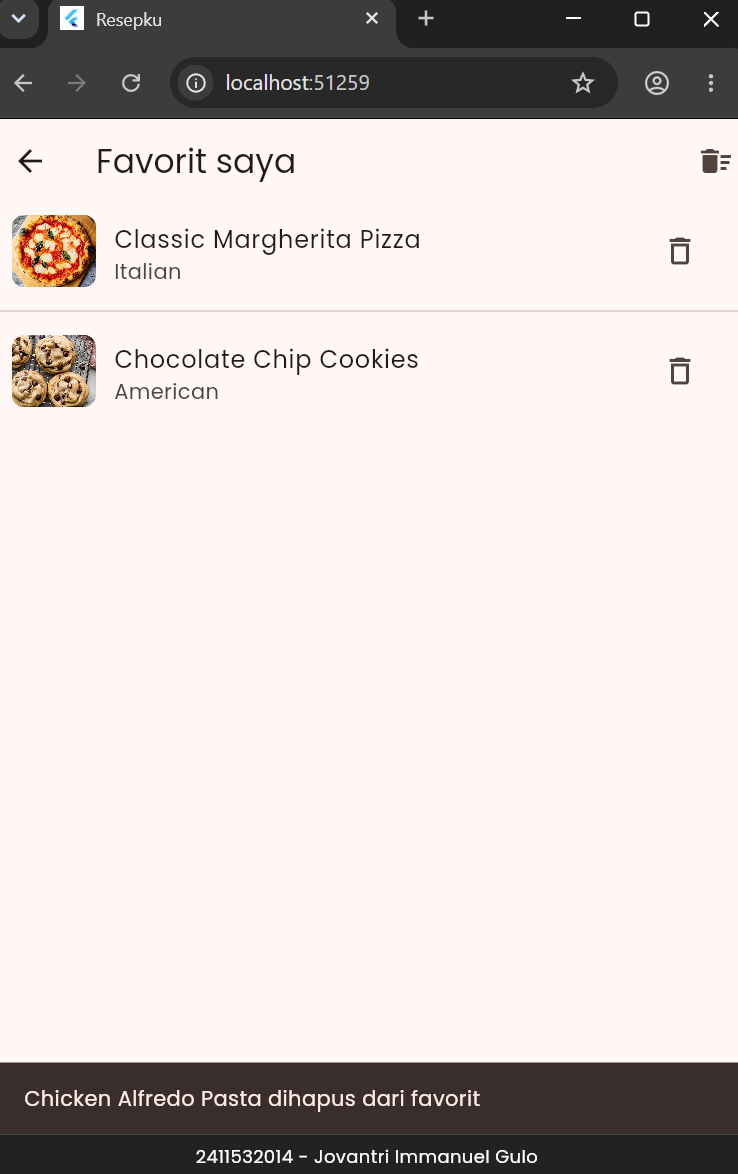 Resepku
localhost:51259
Favorit saya
Classic Margherita Pizza
Italian
Chocolate Chip Cookies
American
Chicken Alfredo Pasta dihapus dari favorit
2411532014 - Jovantri Immanuel Gulo